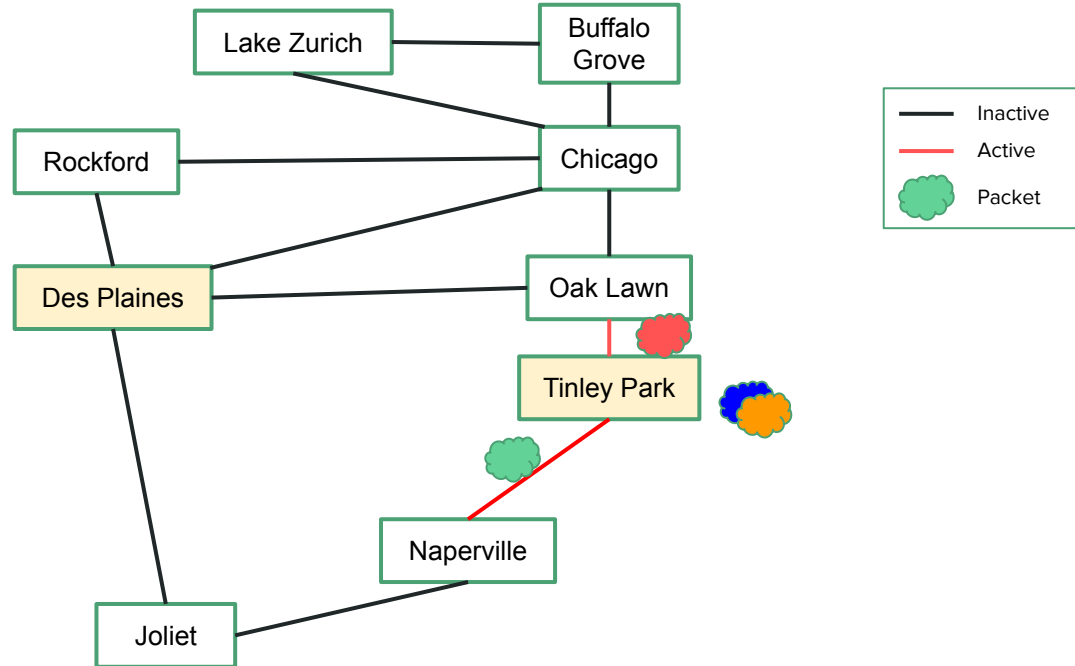 Lake Zurich
Buffalo
Grove
Inactive
Active
Packet
Rockford
Chicago
Des Plaines
Oak Lawn
Tinley Park
Naperville
Joliet